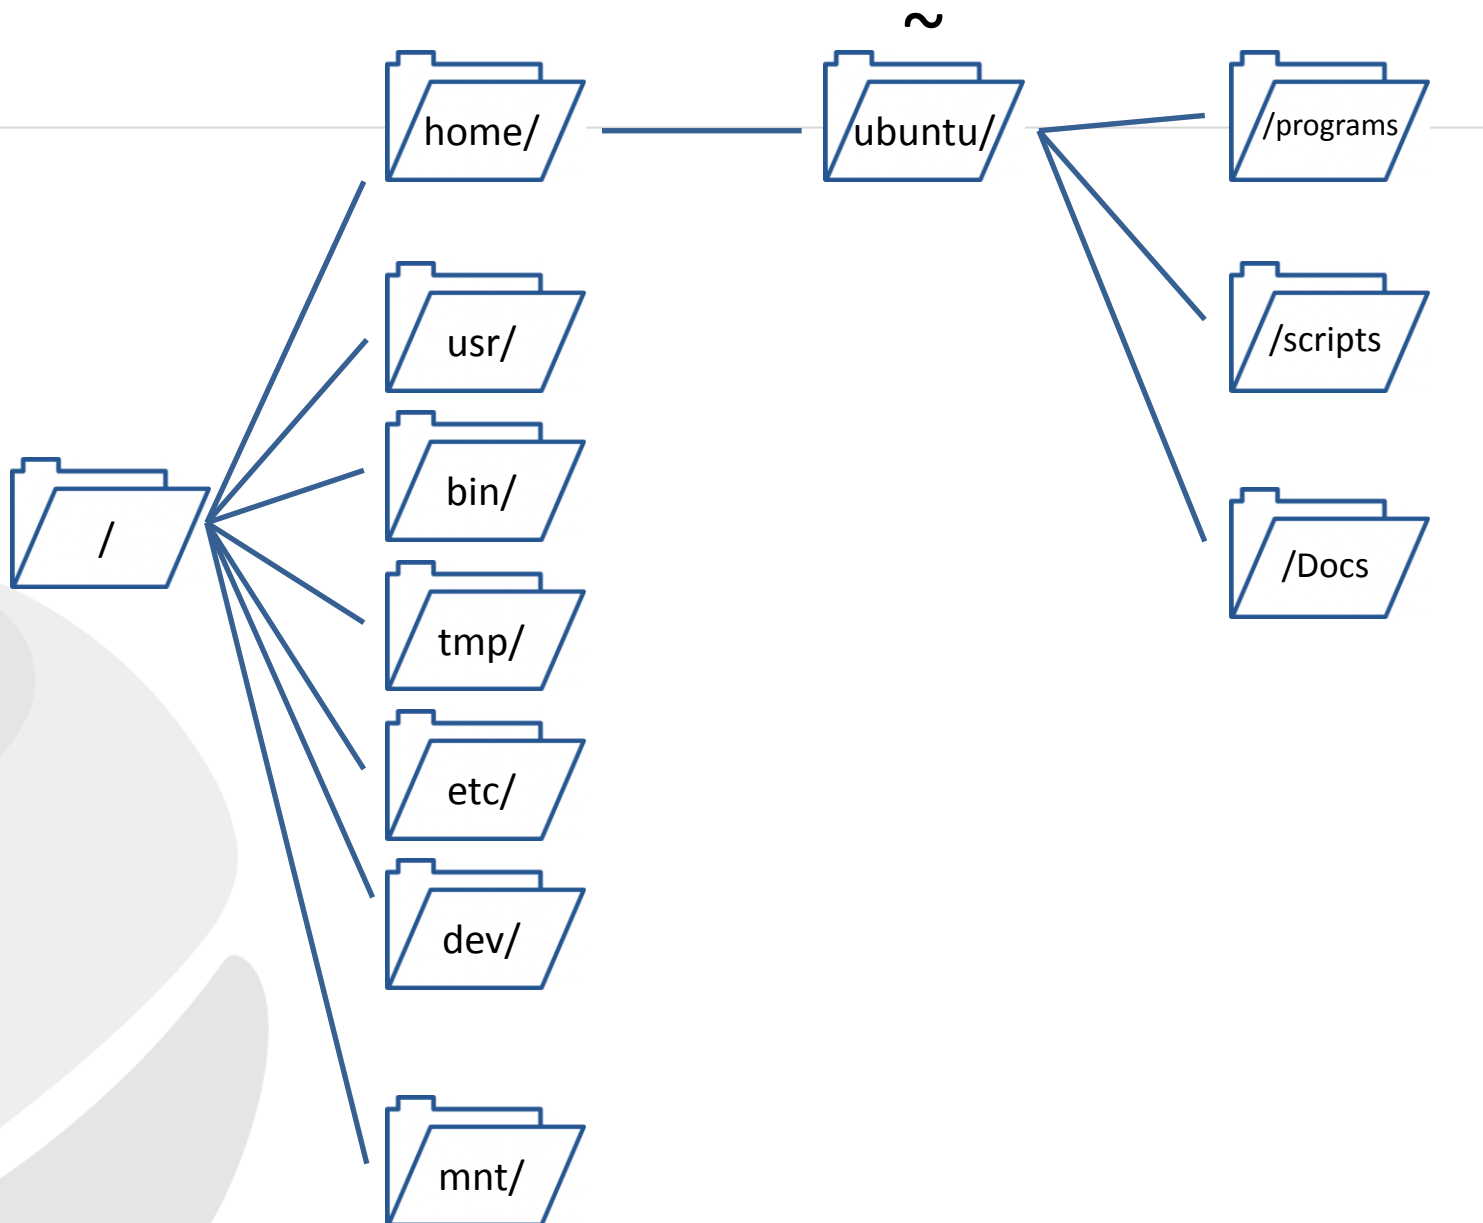 ~
home/
ubuntu/
/programs
usr/
/scripts
bin/
/
/Docs
tmp/
etc/
dev/
mnt/